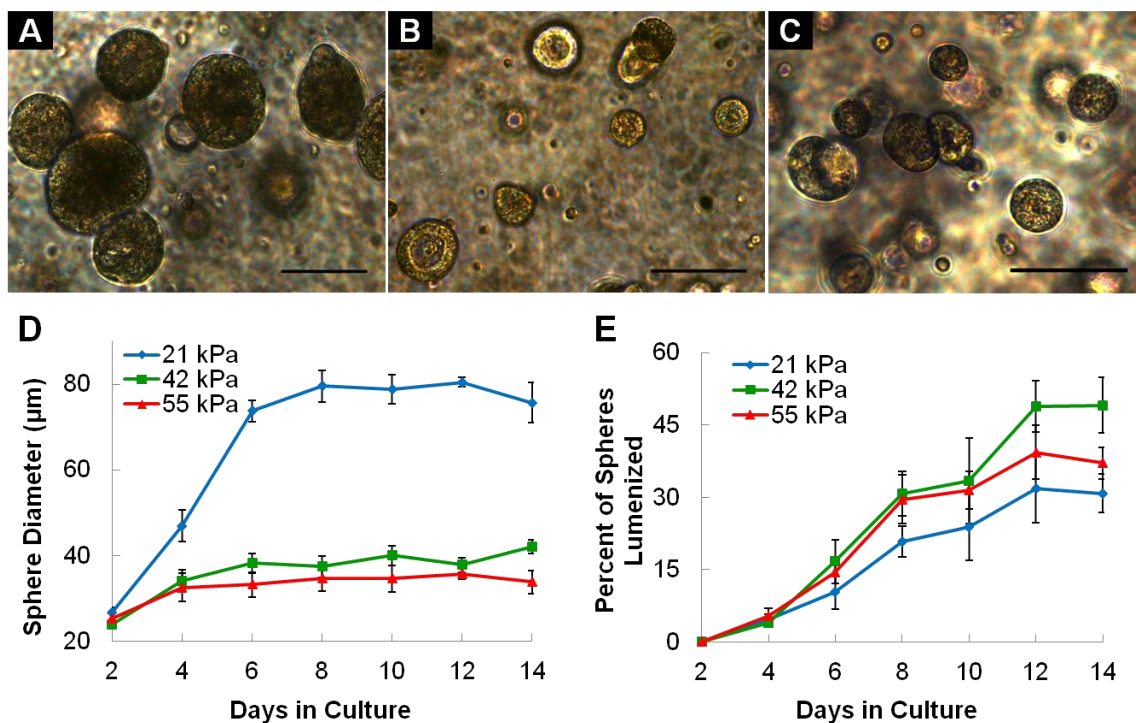 A
B
C
D
21 kPa
42 kPa
55 kPa
Sphere Diameter (µm)
80
60
40
20
2 4 6 8 10 12 14
Days in Culture
E
21 kPa
42 kPa
55 kPa
Percent of Spheres
Lumenized
60
45
30
15
0
2 4 6 8 10 12 14
Days in Culture